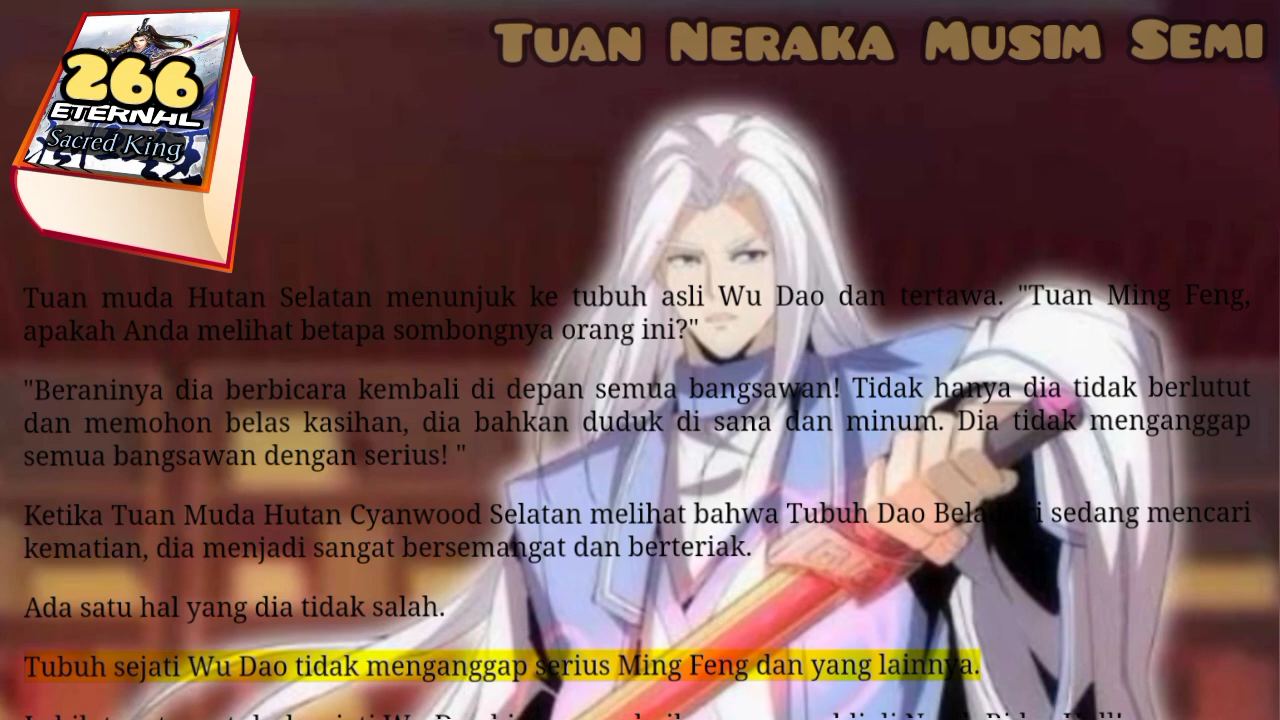 TUAN NERAKA MUSIM SEMI
266
ETERNAL
Sacred King
Tuan muda Hutan Selatan menunjuk ke tubuh asli Wu Dao dan tertawa. "Tuan Ming Feng,
apakah Anda melihat betapa sombongnya orang ini?"
"Beraninya dia berbicara kembali di depan semua bangsawan! Tidak hanya dia tidak berlutut
dan memohon belas kasihan, dia bahkan duduk di sana dan minum. Dia tidak menganggap
semua bangsawan dengan serius! "
Ketika Tuan Muda Hutan Cyanwood Selatan melihat bahwa Tubuh Dao Beladiri sedang mencari
kematian, dia menjadi sangat bersemangat dan berteriak.
Ada satu hal yang dia tidak salah.
Tubuh sejati Wu Dao tidak menganggap serius Ming Feng dan yang lainnya.